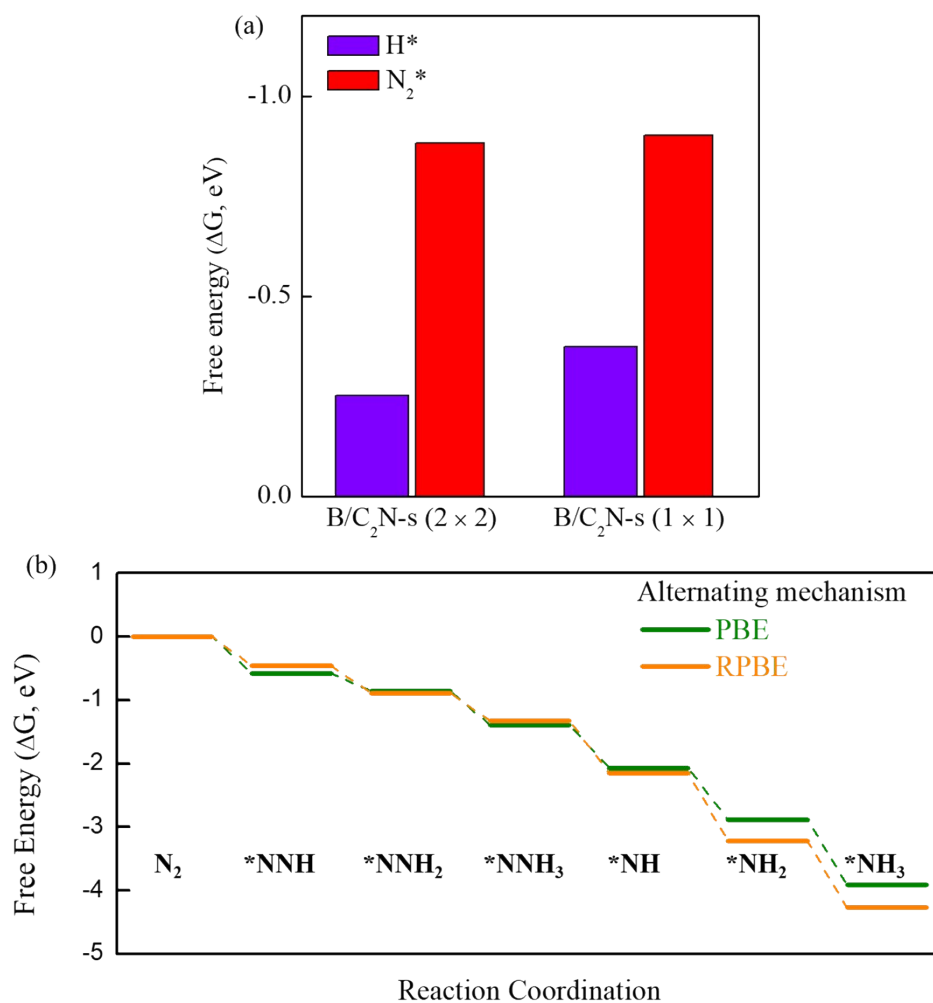 (a)
H*
N₂*
-1.0
-0.5
0.0
Free energy (ΔG, eV)
B/C₂N-s (2 × 2) B/C₂N-s (1 × 1)
(b)
Alternating mechanism
PBE
RPBE
1
0
-1
-2
-3
-4
-5
Free Energy (ΔG, eV)
N₂ *NNH *NNH₂ *NNH₃ *NH *NH₂ *NH₃
Reaction Coordination